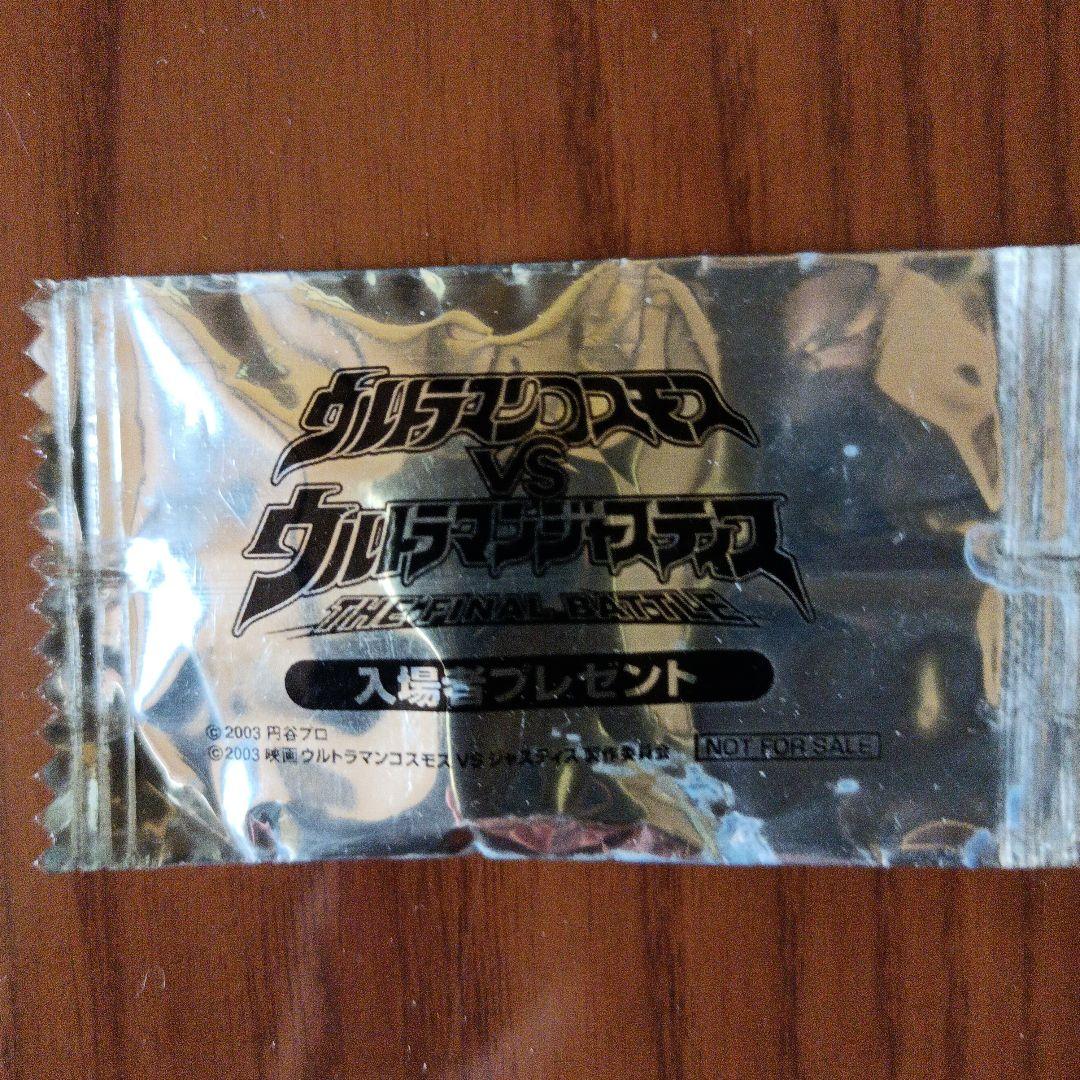 ウルトラマンコスモス
VS
ウルトラマンジャスティス
THE FINAL BATTLE
入場者プレゼント
©2003 円谷プロ
©2003 映画 ウルトラマンコスモス VS ジャスティス 製作委員会
NOT FOR SALE